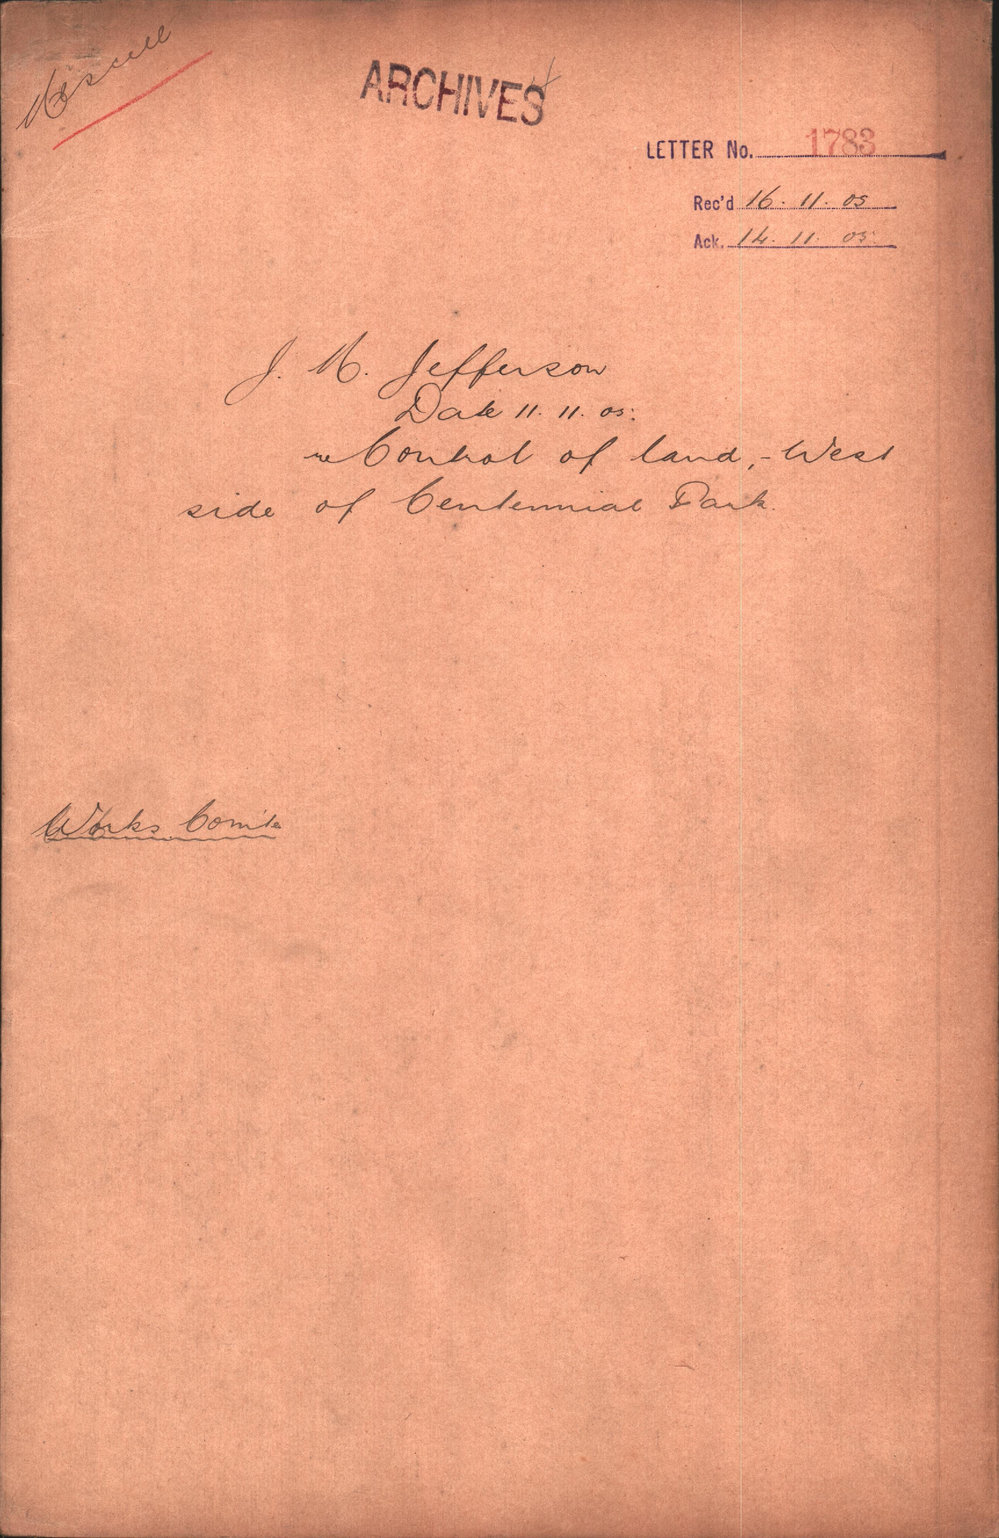 ARCHIVES
LETTER No. 1783
Rec'd 16. 11. 05
Ack. 14. 11. 05.
J. M. Jefferson
Date 11. 11. 05.
re Control of land, - West
side of Centennial Park.
Works Comite